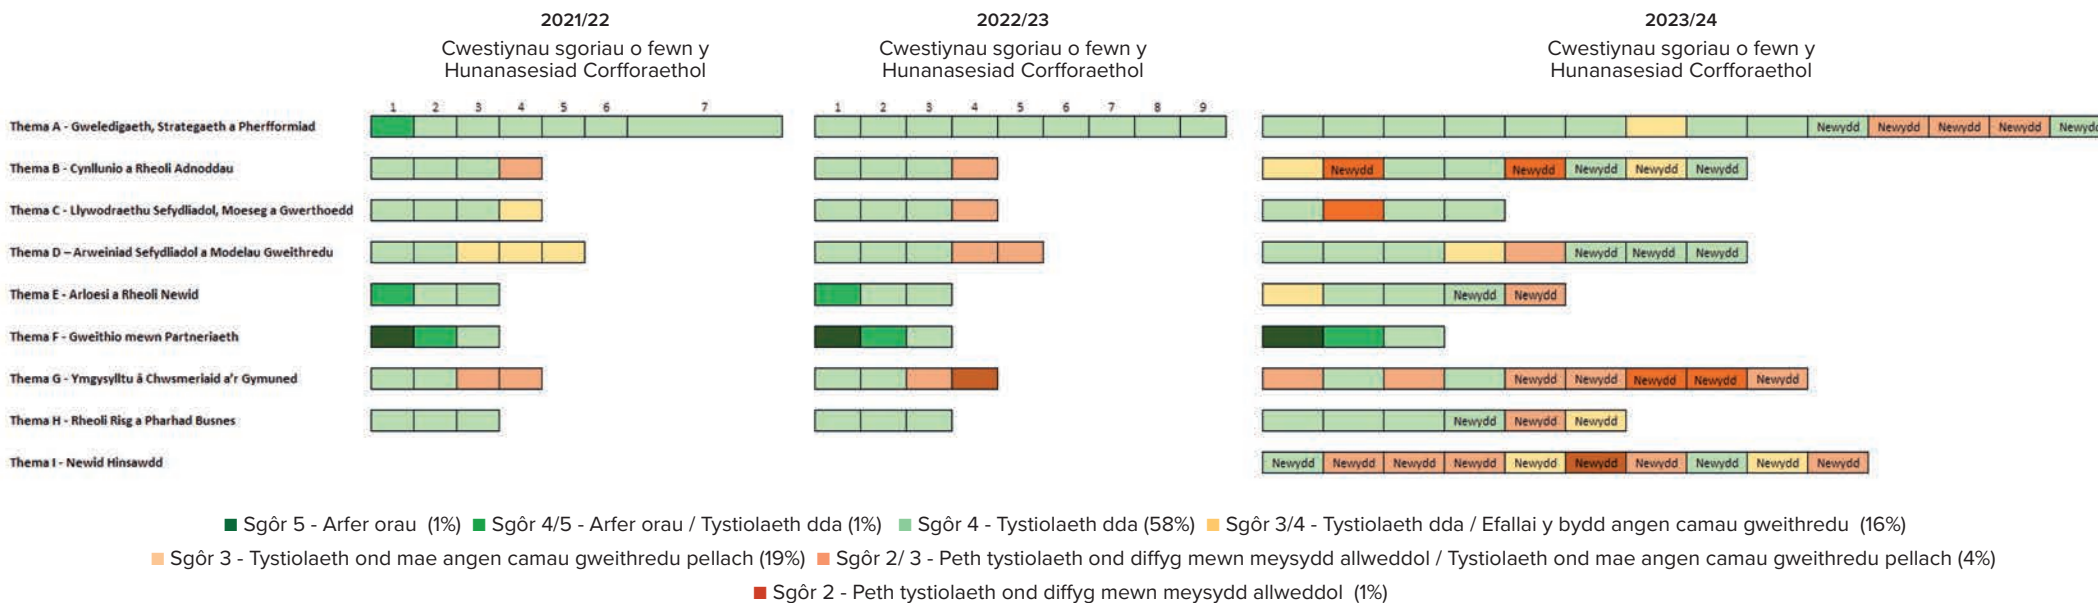 2021/22
Cwestiynau sgoriau o fewn y
Hunanasesiad Corfforaethol
2022/23
Cwestiynau sgoriau o fewn y
Hunanasesiad Corfforaethol
2023/24
Cwestiynau sgoriau o fewn y
Hunanasesiad Corfforaethol
1 2 3 4 5 6 7
1 2 3 4 5 6 7 8 9
Thema A - Gweledigaeth, Strategaeth a Pherfformiad
Newydd Newydd Newydd Newydd Newydd
Thema B - Cynllunio a Rheoli Adnoddau
Newydd Newydd Newydd Newydd Newydd
Thema C - Llywodraethu Sefydliadol, Moeseg a Gwerthoedd
Thema D – Arweiniad Sefydliadol a Modelau Gweithredu
Newydd Newydd Newydd
Thema E - Arloesi a Rheoli Newid
Newydd Newydd
Thema F - Gweithio mewn Partneriaeth
Thema G - Ymgysylltu â Chwsmeriaid a'r Gymuned
Newydd Newydd Newydd Newydd Newydd
Thema H - Rheoli Risg a Pharhad Busnes
Newydd Newydd Newydd
Thema I - Newid Hinsawdd
Newydd Newydd Newydd Newydd Newydd Newydd Newydd Newydd Newydd Newydd
Sgôr 5 - Arfer orau (1%) Sgôr 4/5 - Arfer orau / Tystiolaeth dda (1%) Sgôr 4 - Tystiolaeth dda (58%) Sgôr 3/4 - Tystiolaeth dda / Efallai y bydd angen camau gweithredu (16%)
Sgôr 3 - Tystiolaeth ond mae angen camau gweithredu pellach (19%) Sgôr 2/ 3 - Peth tystiolaeth ond diffyg mewn meysydd allweddol / Tystiolaeth ond mae angen camau gweithredu pellach (4%)
Sgôr 2 - Peth tystiolaeth ond diffyg mewn meysydd allweddol (1%)